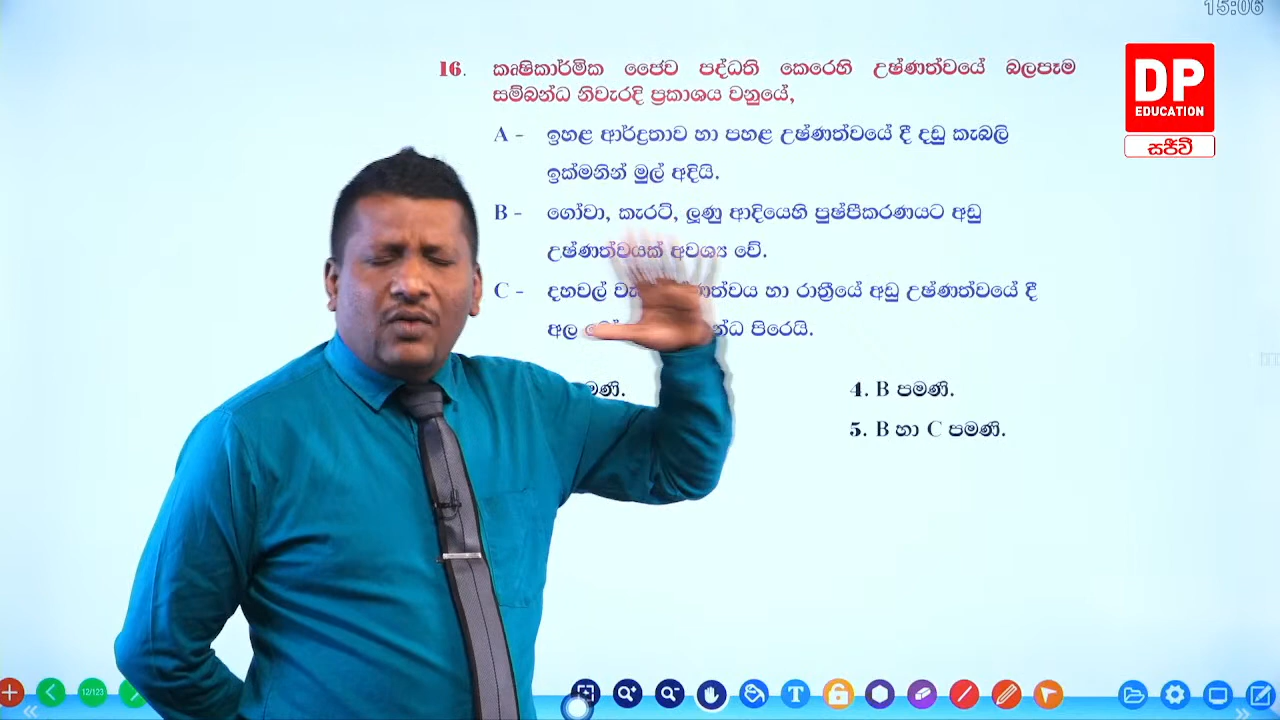 15:06
DP
EDUCATION
සජීවී
16. කෘෂිකාර්මික ජෛව පද්ධති කෙරෙහි උෂ්ණත්වයේ බලපෑම
සම්බන්ධ නිවැරදි ප්‍රකාශය වනුයේ,
A - ඉහළ ආර්ද්‍රතාව හා පහළ උෂ්ණත්වයේ දී දඬු කැබලි
ඉක්මනින් මුල් අදියි.
B - ගෝවා, කැරට්, ලූණු ආදියෙහි පුෂ්පීකරණයට අඩු
උෂ්ණත්වයක් අවශ්‍ය වේ.
C - දහවල් හා රාත්‍රියේ අඩු උෂ්ණත්වයේ දී
අල පිරෙයි.
4. B පමණි.
5. B හා C පමණි.
12/123